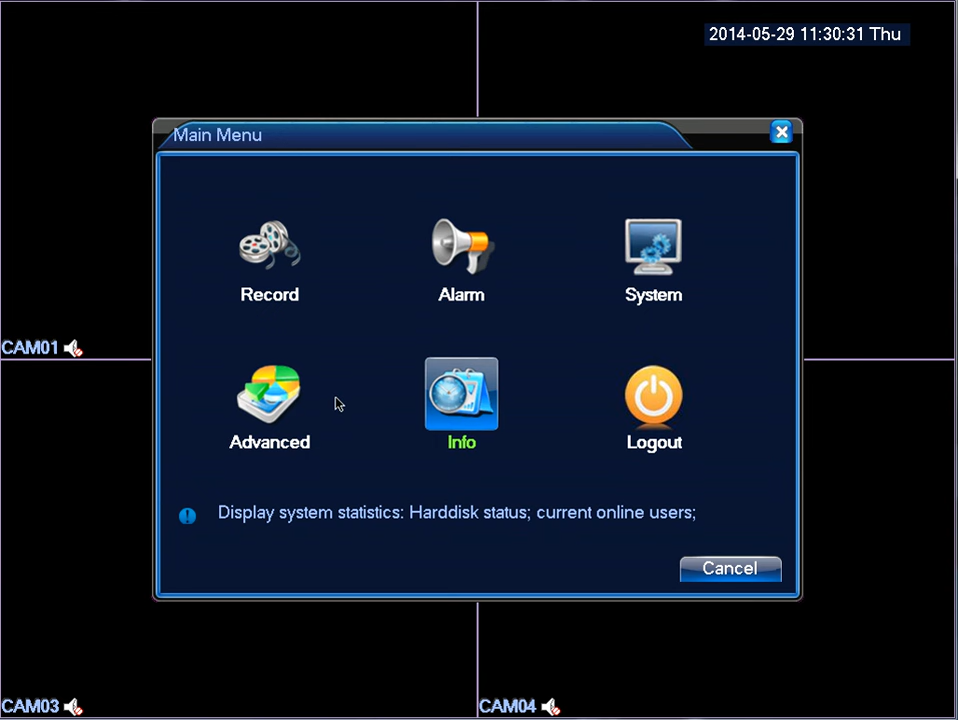 2014-05-29 11:30:31 Thu
Main Menu
Record
Alarm
System
CAM01
Advanced
Info
Logout
Display system statistics: Harddisk status; current online users;
Cancel
CAM03
CAM04